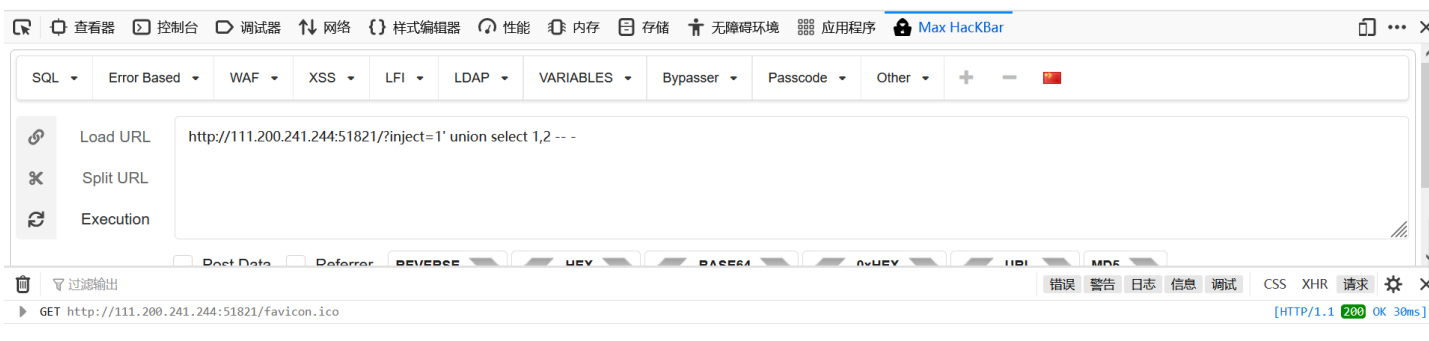 查看器 控制台 调试器 网络 样式编辑器 性能 内存 存储 无障碍环境 应用程序 Max HacKBar
SQL Error Based WAF XSS LFI LDAP VARIABLES Bypasser Passcode Other
Load URL http://111.200.241.244:51821/?inject=1' union select 1,2 -- -
Split URL
Execution
Post Data Referrer REVERSE HEX BASE64 0xHEX URL MD5
过滤输出 错误 警告 日志 信息 调试 CSS XHR 请求
GET http://111.200.241.244:51821/favicon.ico [HTTP/1.1 200 OK 30ms]